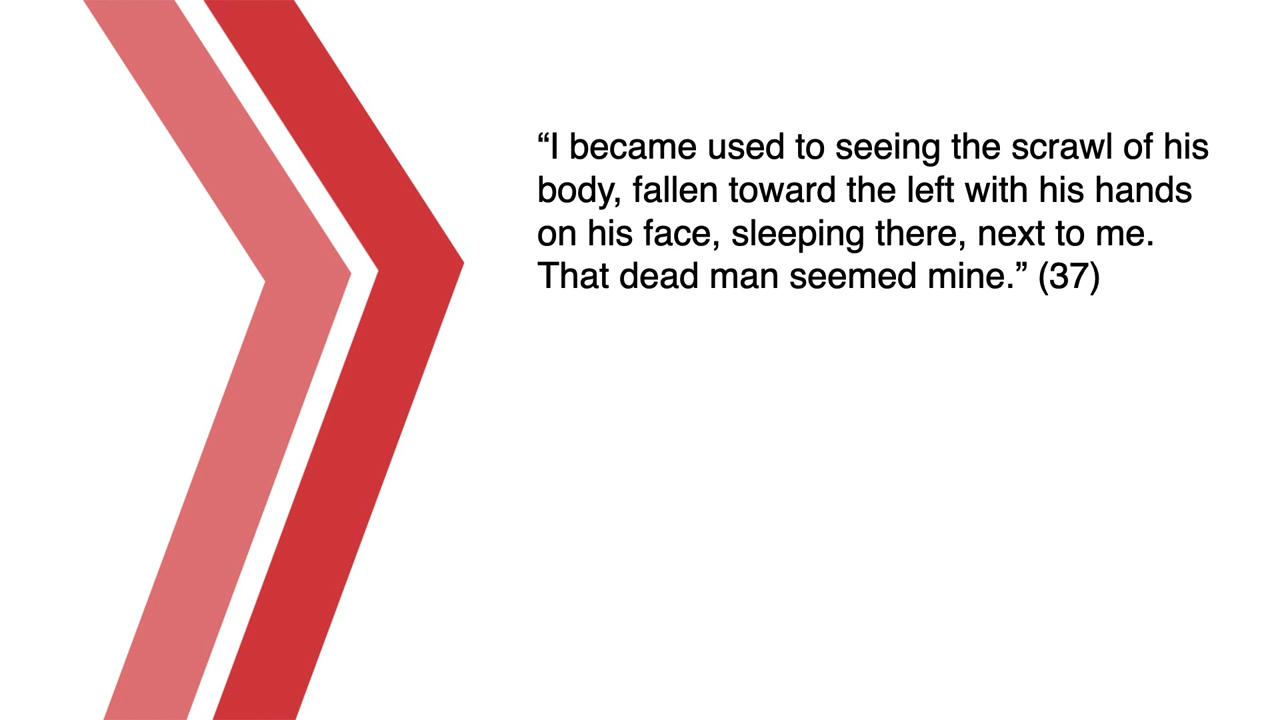 “I became used to seeing the scrawl of his
body, fallen toward the left with his hands
on his face, sleeping there, next to me.
That dead man seemed mine.” (37)